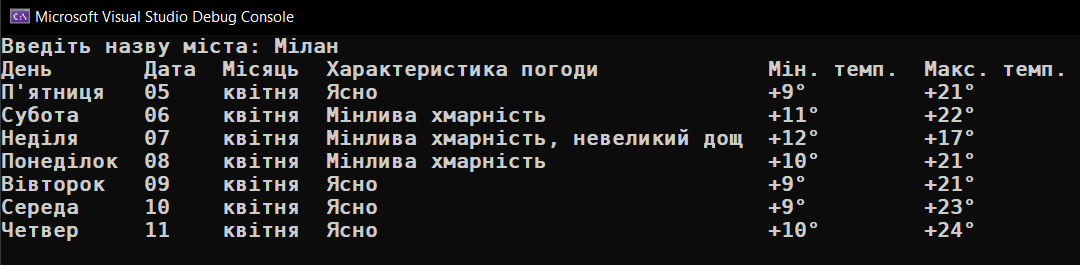 Microsoft Visual Studio Debug Console
Введіть назву міста: Мілан
День Дата Місяць Характеристика погоди Мін. темп. Макс. темп.
П'ятниця 05 квітня Ясно +9° +21°
Субота 06 квітня Мінлива хмарність +11° +22°
Неділя 07 квітня Мінлива хмарність, невеликий дощ +12° +17°
Понеділок 08 квітня Мінлива хмарність +10° +21°
Вівторок 09 квітня Ясно +9° +21°
Середа 10 квітня Ясно +9° +23°
Четвер 11 квітня Ясно +10° +24°